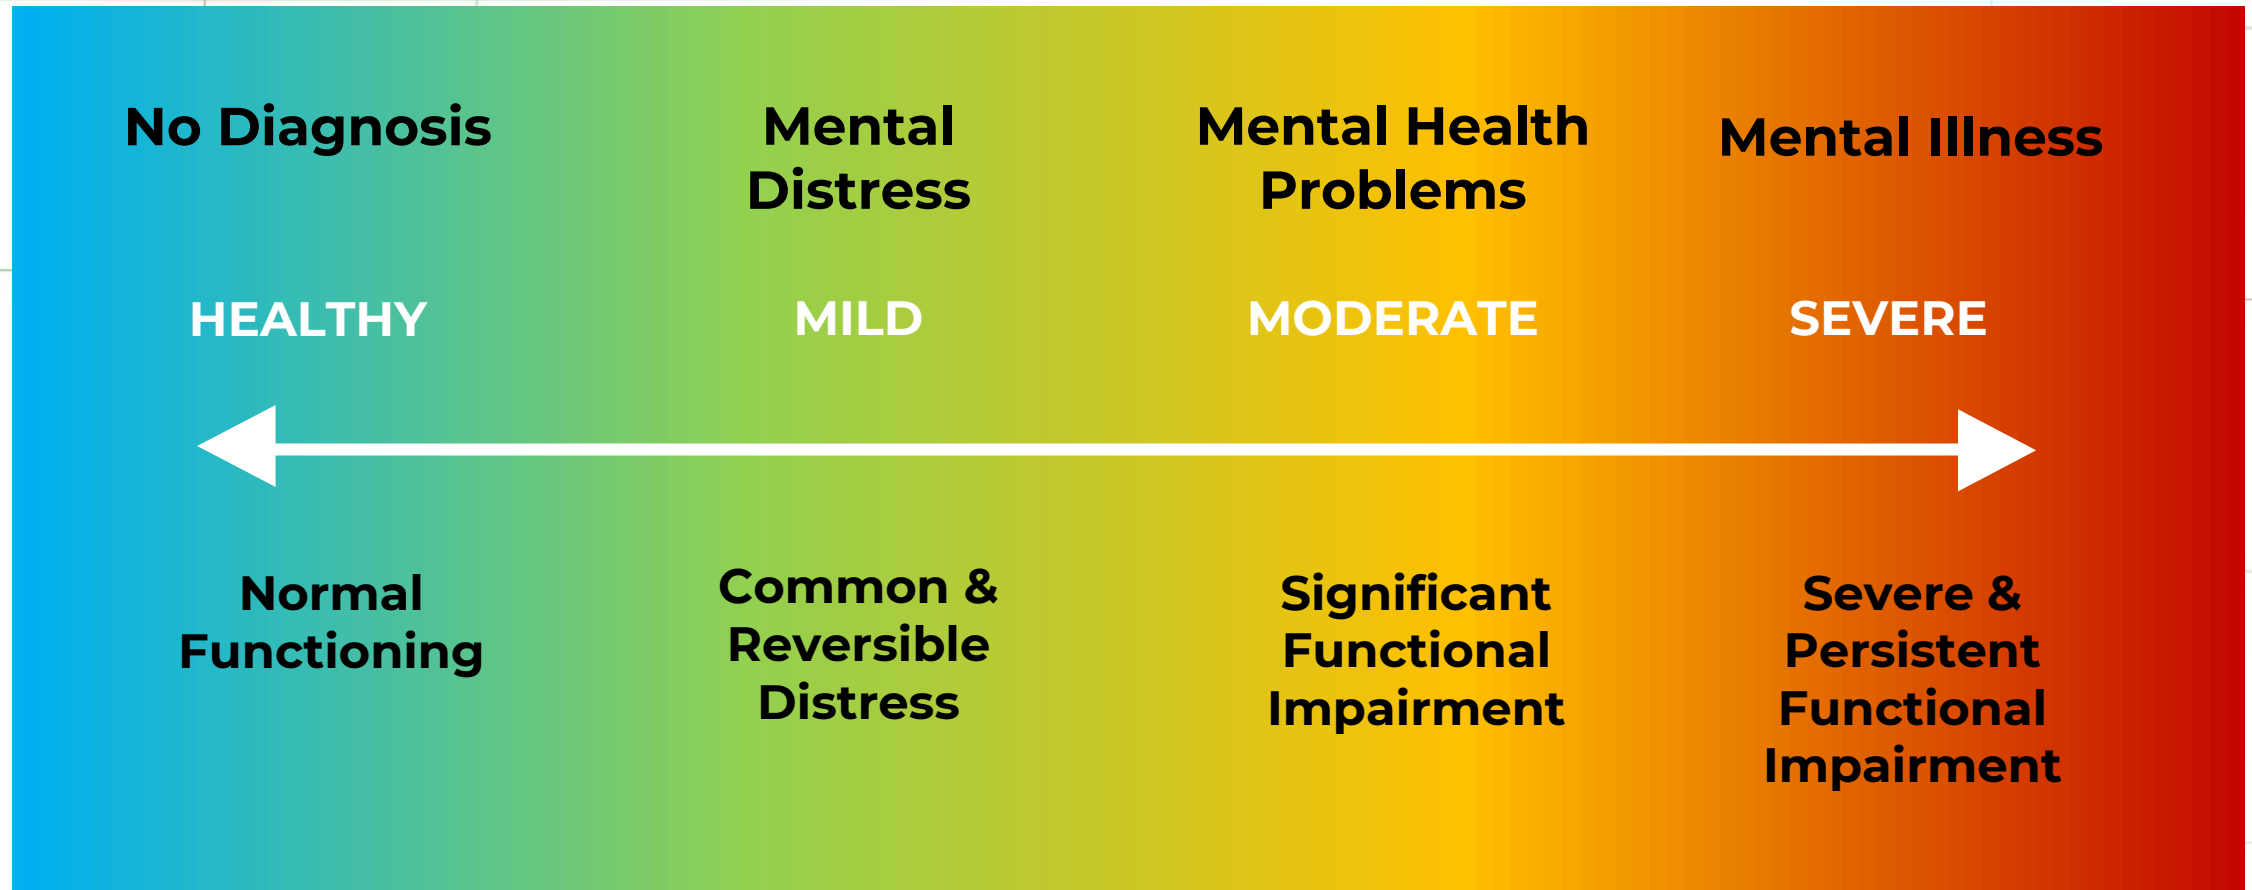 No Diagnosis
Mental
Distress
Mental Health
Problems
Mental Illness
HEALTHY
MILD
MODERATE
SEVERE
Normal
Functioning
Common &
Reversible
Distress
Significant
Functional
Impairment
Severe &
Persistent
Functional
Impairment